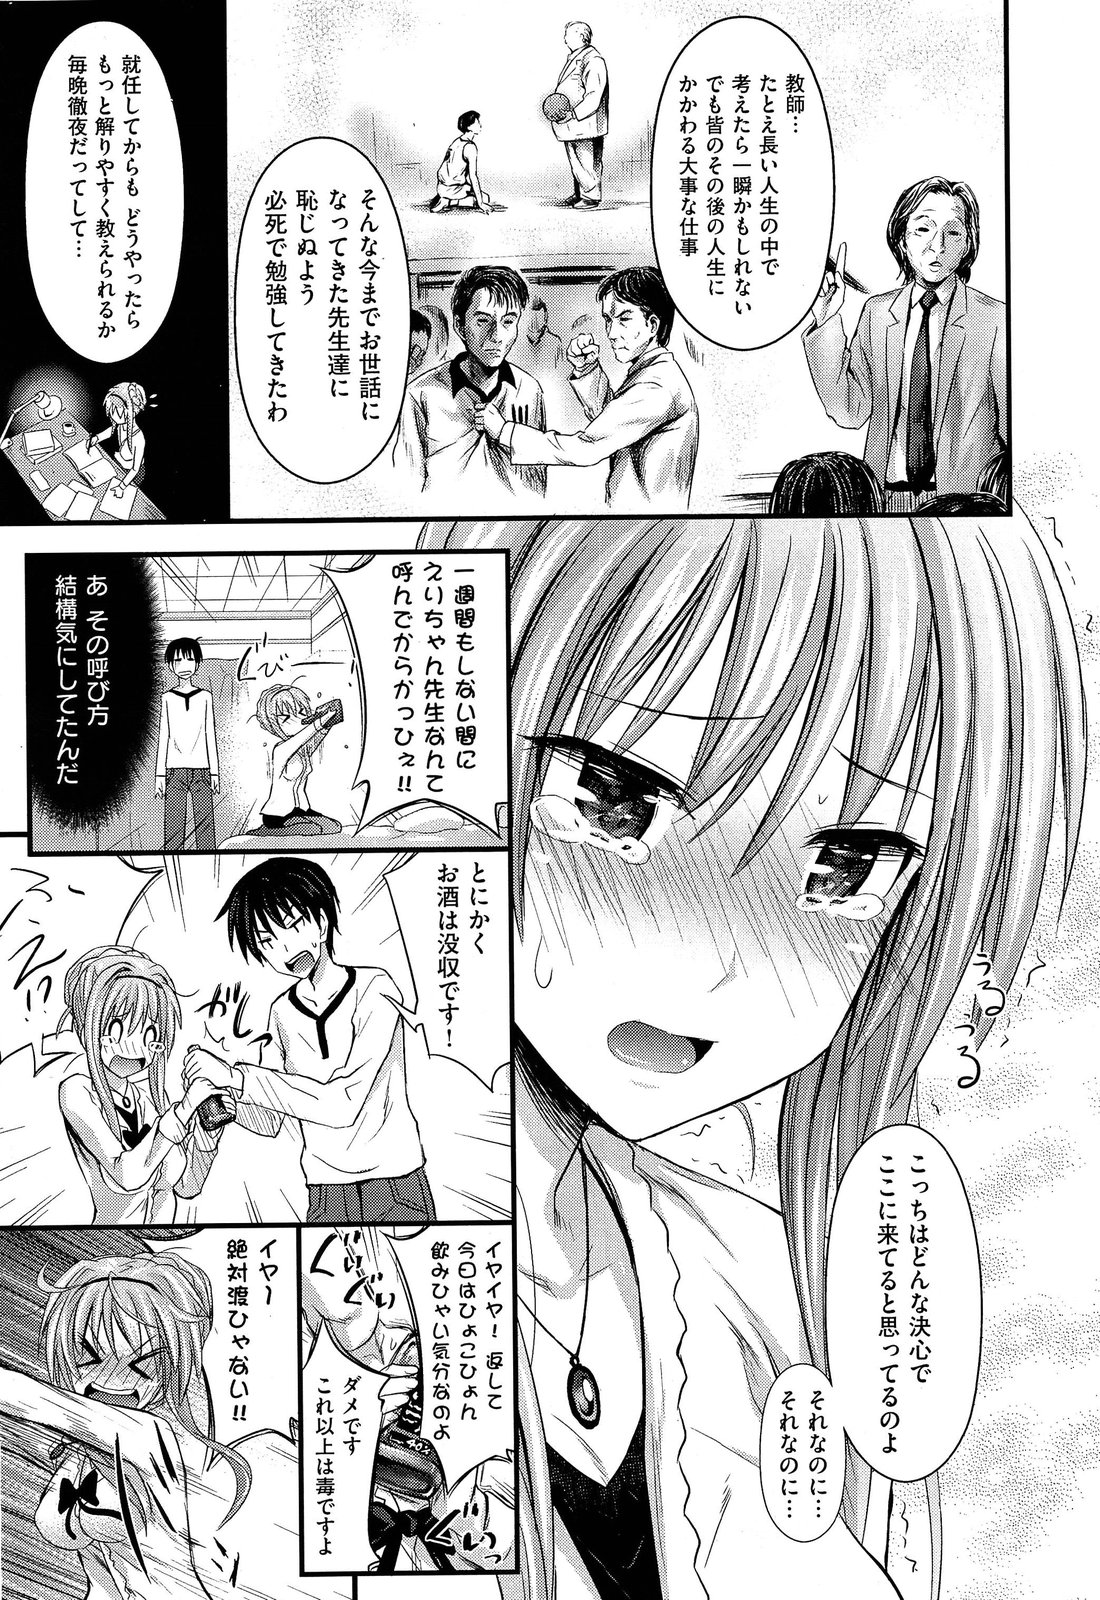 教師…
たとえ長い人生の中で
考えたら一瞬かもしれない
でも皆のその後の人生に
かかわる大事な仕事
そんな今までお世話に
なってきた先生達に
恥じぬよう
必死で勉強してきたわ
就任してからも どうやったら
もっと解りやすく教えられるか
毎晩徹夜だってして…
うる
うる
こっちはどんな決心で
ここに来てると思ってるのよ
それなのに…
それなのに…
一週間もしない間に
えりちゃん先生なんて
呼んでからかっひぇ!!
ぐび
あ その呼び方
結構気にしてたんだ
とにかく
お酒は没収です!
がしっ
イヤイヤ! 返して
今日はひょこひょん
飲みひゃい気分なのよ
ダメです
これ以上は毒ですよ
ぐいっ
イヤ〜
絶対渡ひゃない!!